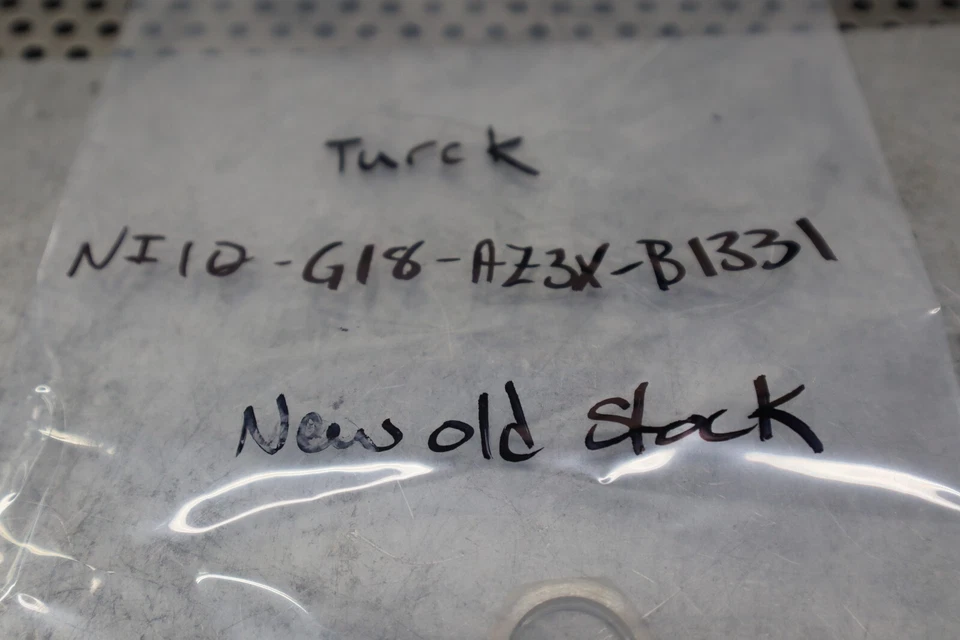 Turck
NI10-G18-AZ3X-B1331
New old Stock